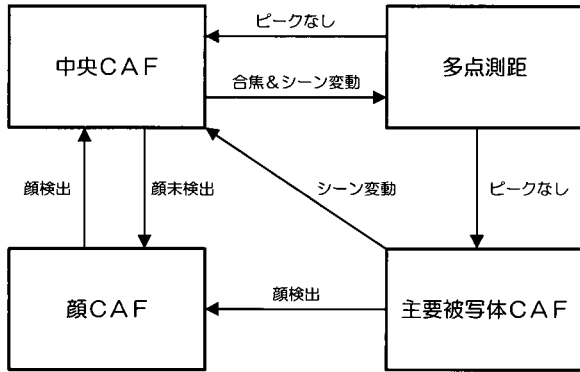 ピークなし
中央CAF
多点測距
合焦&シーン変動
顔検出
顔未検出
シーン変動
ピークなし
顔CAF
顔検出
主要被写体CAF